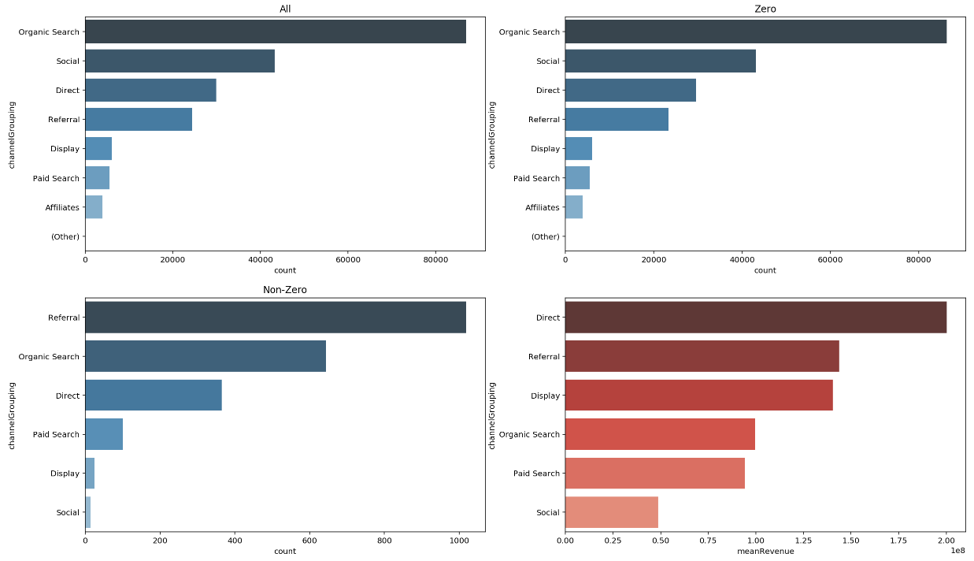 All
channelGrouping
Organic Search
Social
Direct
Referral
Display
Paid Search
Affiliates
(Other)
0 20000 40000 60000 80000
count
Zero
channelGrouping
Organic Search
Social
Direct
Referral
Display
Paid Search
Affiliates
(Other)
0 20000 40000 60000 80000
count
Non-Zero
channelGrouping
Referral
Organic Search
Direct
Paid Search
Display
Social
0 200 400 600 800 1000
count
channelGrouping
Direct
Referral
Display
Organic Search
Paid Search
Social
0.00 0.25 0.50 0.75 1.00 1.25 1.50 1.75 2.00
1e8
meanRevenue